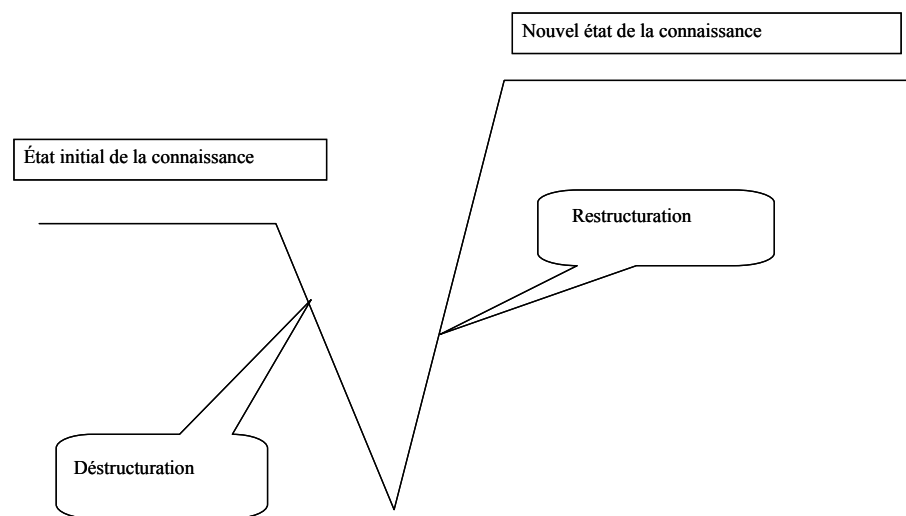 Nouvel état de la connaissance
État initial de la connaissance
Restructuration
Déstructuration